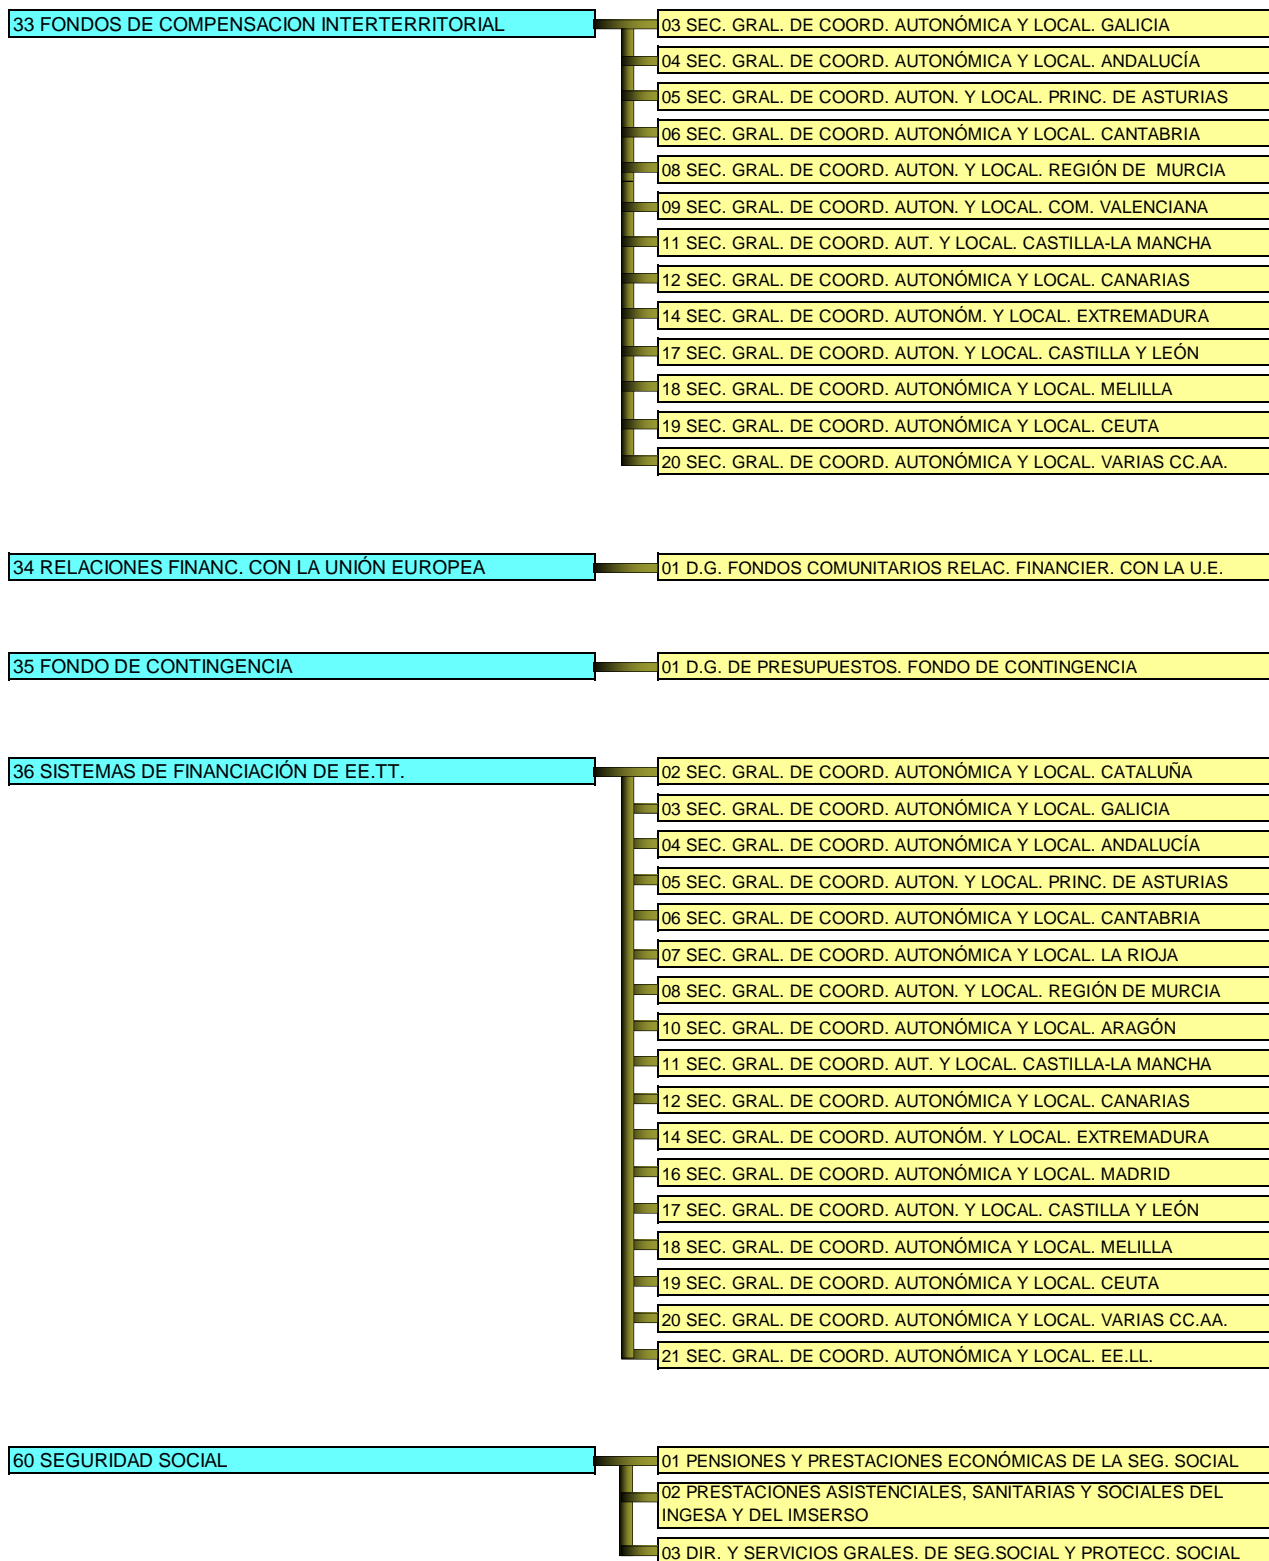 33 FONDOS DE COMPENSACION INTERTERRITORIAL
03 SEC. GRAL. DE COORD. AUTONÓMICA Y LOCAL. GALICIA
04 SEC. GRAL. DE COORD. AUTONÓMICA Y LOCAL. ANDALUCÍA
05 SEC. GRAL. DE COORD. AUTON. Y LOCAL. PRINC. DE ASTURIAS
06 SEC. GRAL. DE COORD. AUTONÓMICA Y LOCAL. CANTABRIA
08 SEC. GRAL. DE COORD. AUTON. Y LOCAL. REGIÓN DE MURCIA
09 SEC. GRAL. DE COORD. AUTON. Y LOCAL. COM. VALENCIANA
11 SEC. GRAL. DE COORD. AUT. Y LOCAL. CASTILLA-LA MANCHA
12 SEC. GRAL. DE COORD. AUTONÓMICA Y LOCAL. CANARIAS
14 SEC. GRAL. DE COORD. AUTONÓM. Y LOCAL. EXTREMADURA
17 SEC. GRAL. DE COORD. AUTON. Y LOCAL. CASTILLA Y LEÓN
18 SEC. GRAL. DE COORD. AUTONÓMICA Y LOCAL. MELILLA
19 SEC. GRAL. DE COORD. AUTONÓMICA Y LOCAL. CEUTA
20 SEC. GRAL. DE COORD. AUTONÓMICA Y LOCAL. VARIAS CC.AA.
34 RELACIONES FINANC. CON LA UNIÓN EUROPEA
01 D.G. FONDOS COMUNITARIOS RELAC. FINANCIER. CON LA U.E.
35 FONDO DE CONTINGENCIA
01 D.G. DE PRESUPUESTOS. FONDO DE CONTINGENCIA
36 SISTEMAS DE FINANCIACIÓN DE EE.TT.
02 SEC. GRAL. DE COORD. AUTONÓMICA Y LOCAL. CATALUÑA
03 SEC. GRAL. DE COORD. AUTONÓMICA Y LOCAL. GALICIA
04 SEC. GRAL. DE COORD. AUTONÓMICA Y LOCAL. ANDALUCÍA
05 SEC. GRAL. DE COORD. AUTON. Y LOCAL. PRINC. DE ASTURIAS
06 SEC. GRAL. DE COORD. AUTONÓMICA Y LOCAL. CANTABRIA
07 SEC. GRAL. DE COORD. AUTONÓMICA Y LOCAL. LA RIOJA
08 SEC. GRAL. DE COORD. AUTON. Y LOCAL. REGIÓN DE MURCIA
10 SEC. GRAL. DE COORD. AUTONÓMICA Y LOCAL. ARAGÓN
11 SEC. GRAL. DE COORD. AUT. Y LOCAL. CASTILLA-LA MANCHA
12 SEC. GRAL. DE COORD. AUTONÓMICA Y LOCAL. CANARIAS
14 SEC. GRAL. DE COORD. AUTONÓM. Y LOCAL. EXTREMADURA
16 SEC. GRAL. DE COORD. AUTONÓMICA Y LOCAL. MADRID
17 SEC. GRAL. DE COORD. AUTON. Y LOCAL. CASTILLA Y LEÓN
18 SEC. GRAL. DE COORD. AUTONÓMICA Y LOCAL. MELILLA
19 SEC. GRAL. DE COORD. AUTONÓMICA Y LOCAL. CEUTA
20 SEC. GRAL. DE COORD. AUTONÓMICA Y LOCAL. VARIAS CC.AA.
21 SEC. GRAL. DE COORD. AUTONÓMICA Y LOCAL. EE.LL.
60 SEGURIDAD SOCIAL
01 PENSIONES Y PRESTACIONES ECONÓMICAS DE LA SEG. SOCIAL
02 PRESTACIONES ASISTENCIALES, SANITARIAS Y SOCIALES DEL
INGESA Y DEL IMSERSO
03 DIR. Y SERVICIOS GRALES. DE SEG.SOCIAL Y PROTECC. SOCIAL